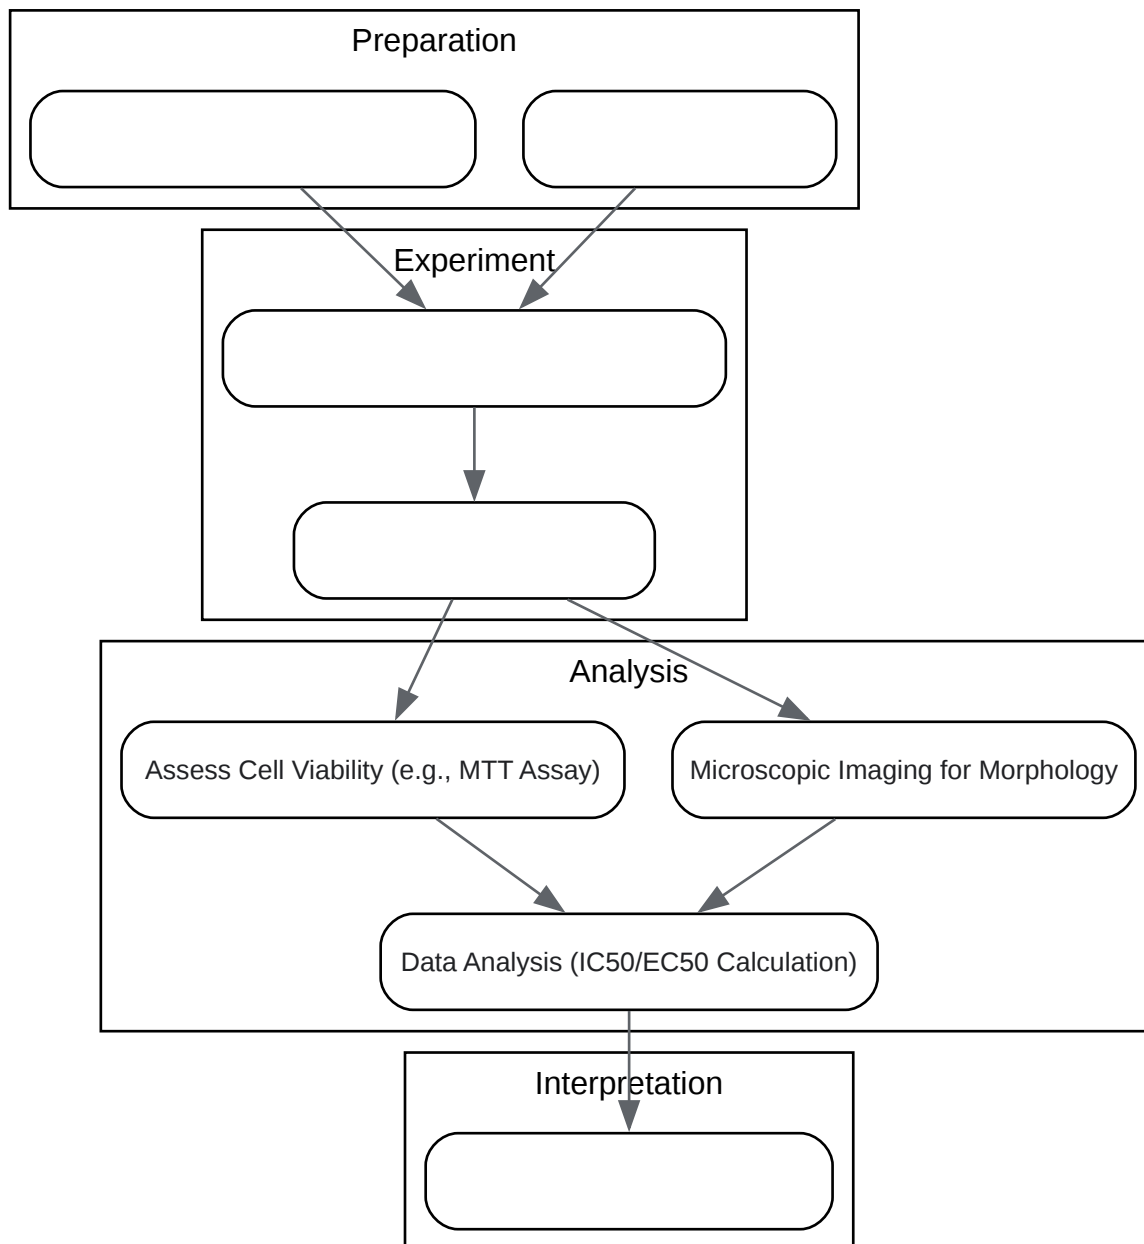 Preparation
Experiment
Analysis
Assess Cell Viability (e.g., MTT Assay)
Microscopic Imaging for Morphology
Data Analysis (IC50/EC50 Calculation)
Interpretation